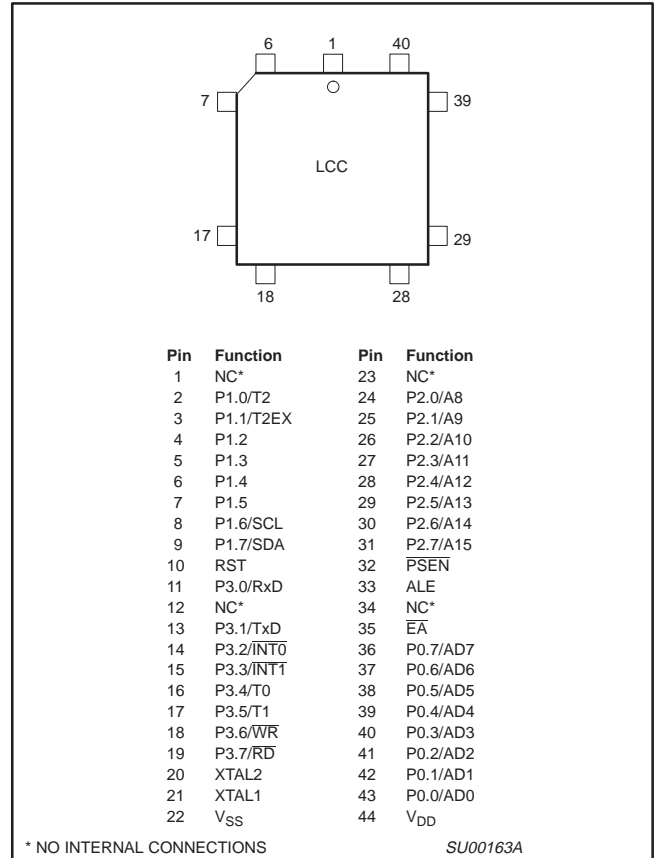 6 1 40
7 39
LCC
17 29
18 28
Pin Function Pin Function
1 NC* 23 NC*
2 P1.0/T2 24 P2.0/A8
3 P1.1/T2EX 25 P2.1/A9
4 P1.2 26 P2.2/A10
5 P1.3 27 P2.3/A11
6 P1.4 28 P2.4/A12
7 P1.5 29 P2.5/A13
8 P1.6/SCL 30 P2.6/A14
9 P1.7/SDA 31 P2.7/A15
10 RST 32 P̅S̅E̅N̅
11 P3.0/RxD 33 ALE
12 NC* 34 NC*
13 P3.1/TxD 35 E̅A̅
14 P3.2/I̅N̅T̅0̅ 36 P0.7/AD7
15 P3.3/I̅N̅T̅1̅ 37 P0.6/AD6
16 P3.4/T0 38 P0.5/AD5
17 P3.5/T1 39 P0.4/AD4
18 P3.6/W̅R̅ 40 P0.3/AD3
19 P3.7/R̅D̅ 41 P0.2/AD2
20 XTAL2 42 P0.1/AD1
21 XTAL1 43 P0.0/AD0
22 VSS 44 VDD
* NO INTERNAL CONNECTIONS SU00163A